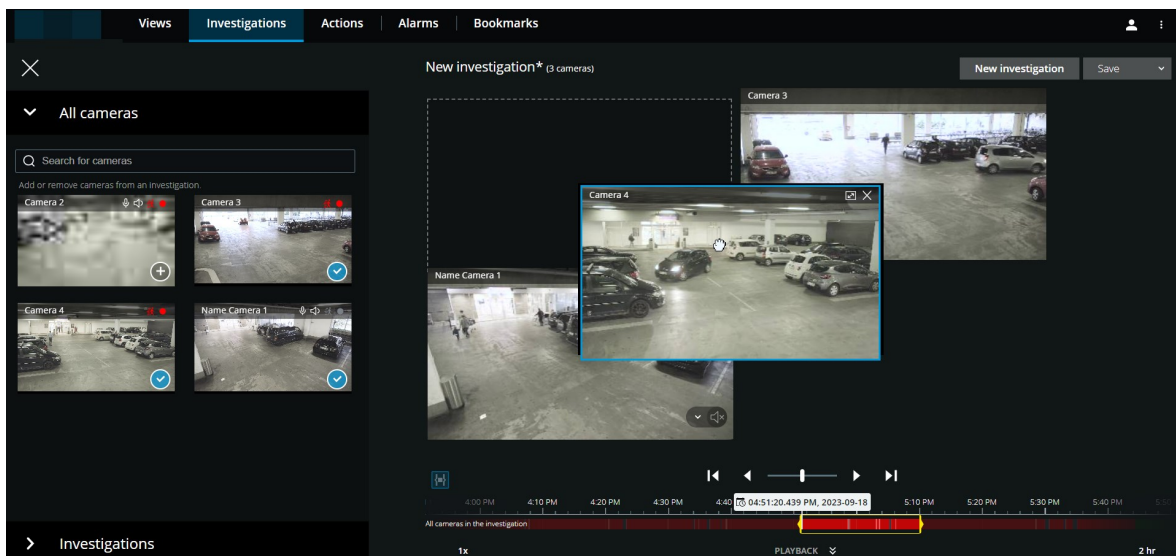 Views Investigations Actions Alarms Bookmarks
New investigation* (3 cameras)
New investigation Save
All cameras
Search for cameras
Add or remove cameras from an investigation.
Camera 2
Camera 3
Camera 4
Name Camera 1
Camera 3
Camera 4
Name Camera 1
4:00 PM 4:10 PM 4:20 PM 4:30 PM 4:40 04:51:20.439 PM, 2023-09-18 5:10 PM 5:20 PM 5:30 PM 5:40 PM 5:50
All cameras in the investigation
Investigations
1x PLAYBACK 2 hr